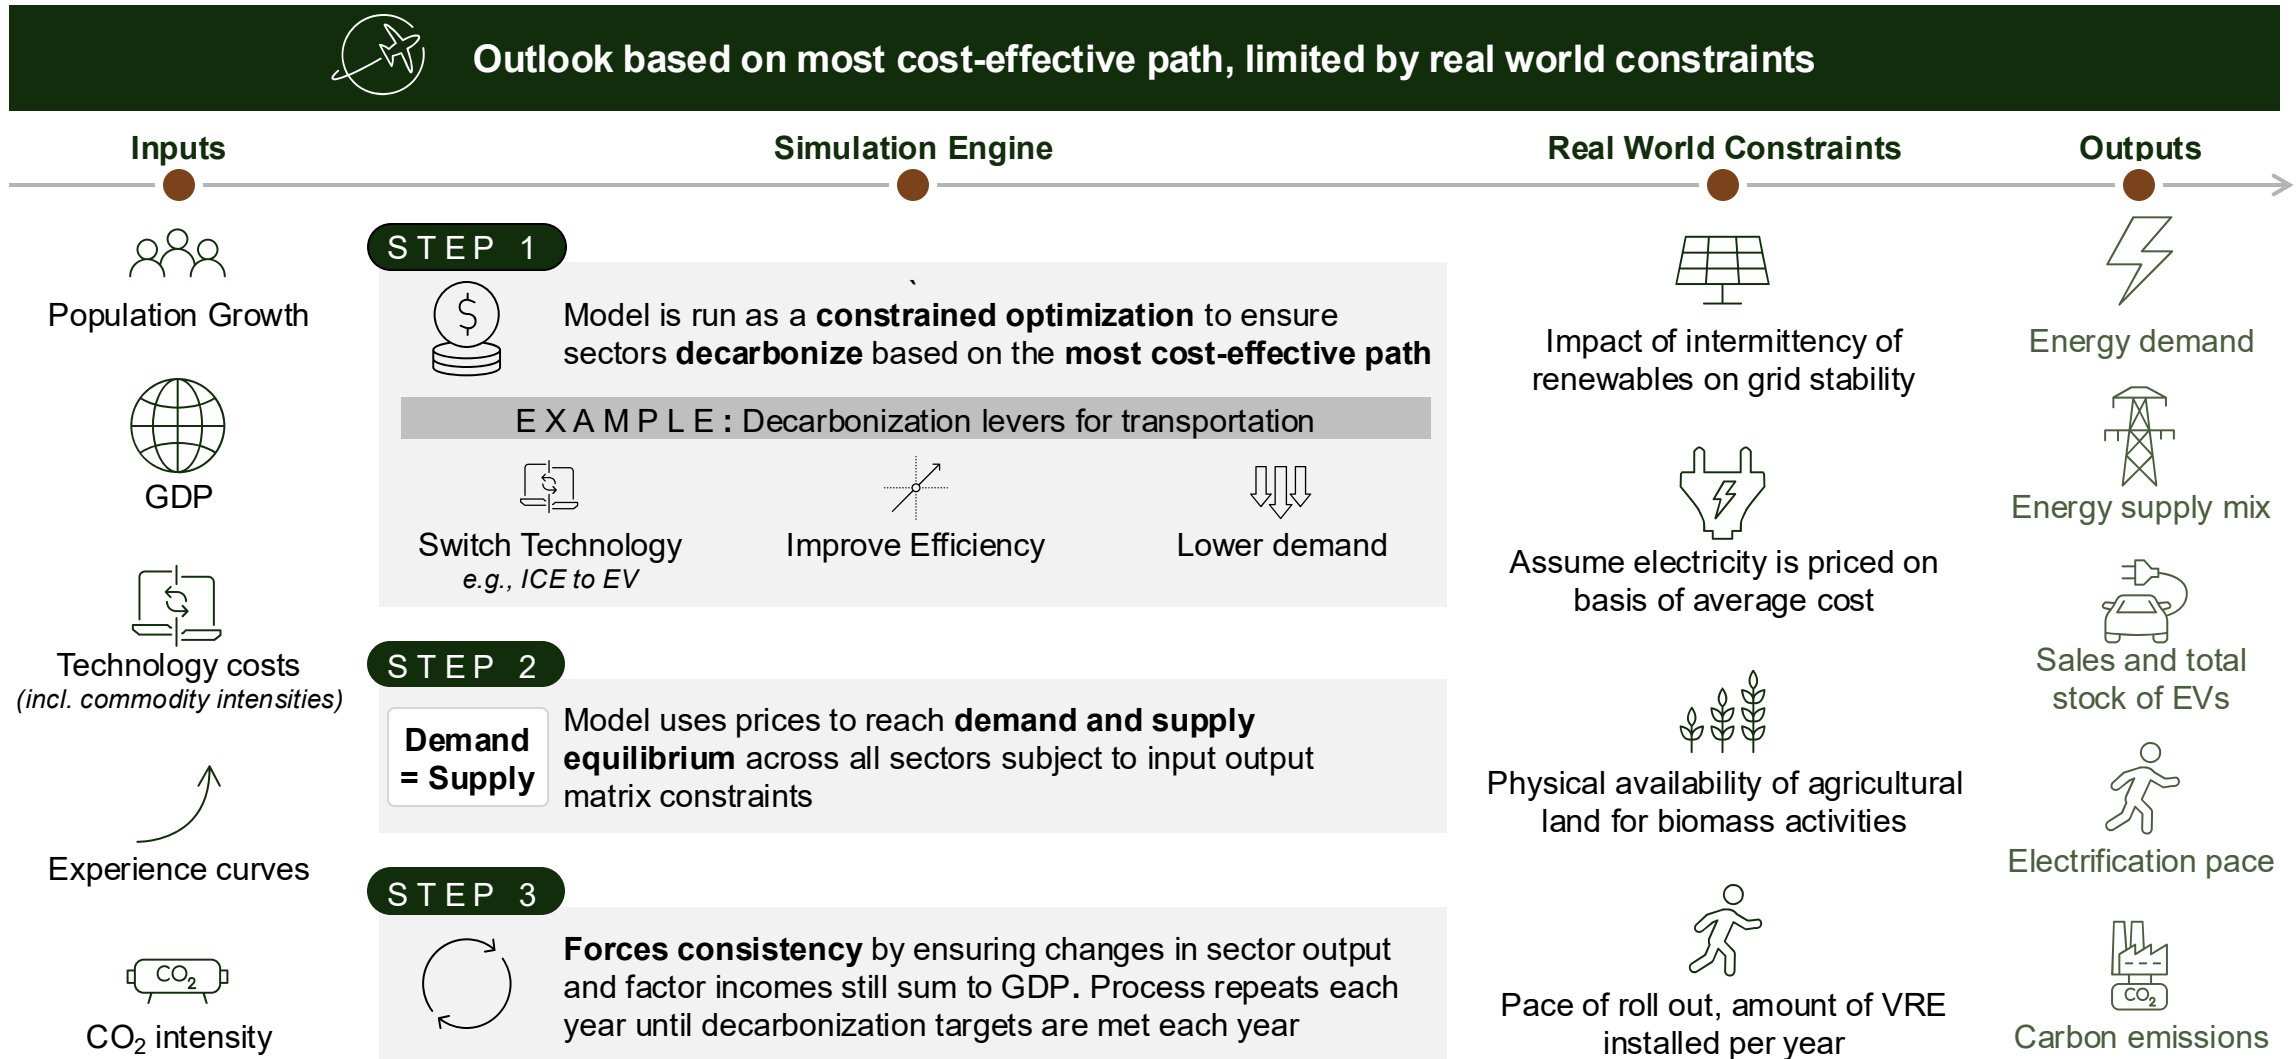 Outlook based on most cost-effective path, limited by real world constraints
Inputs
Simulation Engine
Real World Constraints
Outputs
Population Growth
GDP
Technology costs
(incl. commodity intensities)
Experience curves
CO₂
CO₂ intensity
STEP 1
$
`
Model is run as a constrained optimization to ensure
sectors decarbonize based on the most cost-effective path
EXAMPLE: Decarbonization levers for transportation
Switch Technology
e.g., ICE to EV
Improve Efficiency
Lower demand
STEP 2
Demand
= Supply
Model uses prices to reach demand and supply
equilibrium across all sectors subject to input output
matrix constraints
STEP 3
Forces consistency by ensuring changes in sector output
and factor incomes still sum to GDP. Process repeats each
year until decarbonization targets are met each year
Impact of intermittency of
renewables on grid stability
Assume electricity is priced on
basis of average cost
Physical availability of agricultural
land for biomass activities
Pace of roll out, amount of VRE
installed per year
Energy demand
Energy supply mix
Sales and total
stock of EVs
Electrification pace
CO₂
Carbon emissions